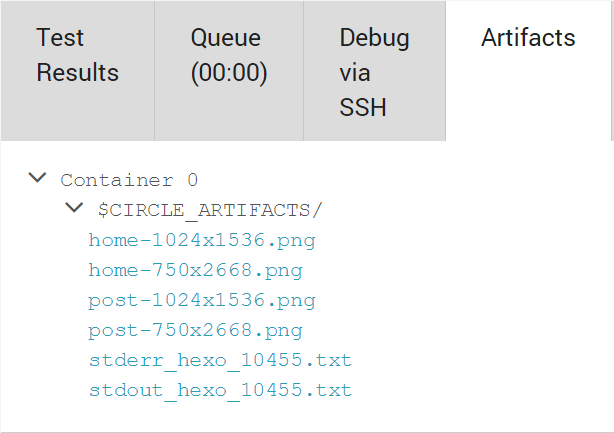 Test
Results
Queue
(00:00)
Debug
via
SSH
Artifacts
Container 0
$CIRCLE_ARTIFACTS/
home-1024x1536.png
home-750x2668.png
post-1024x1536.png
post-750x2668.png
stderr_hexo_10455.txt
stdout_hexo_10455.txt